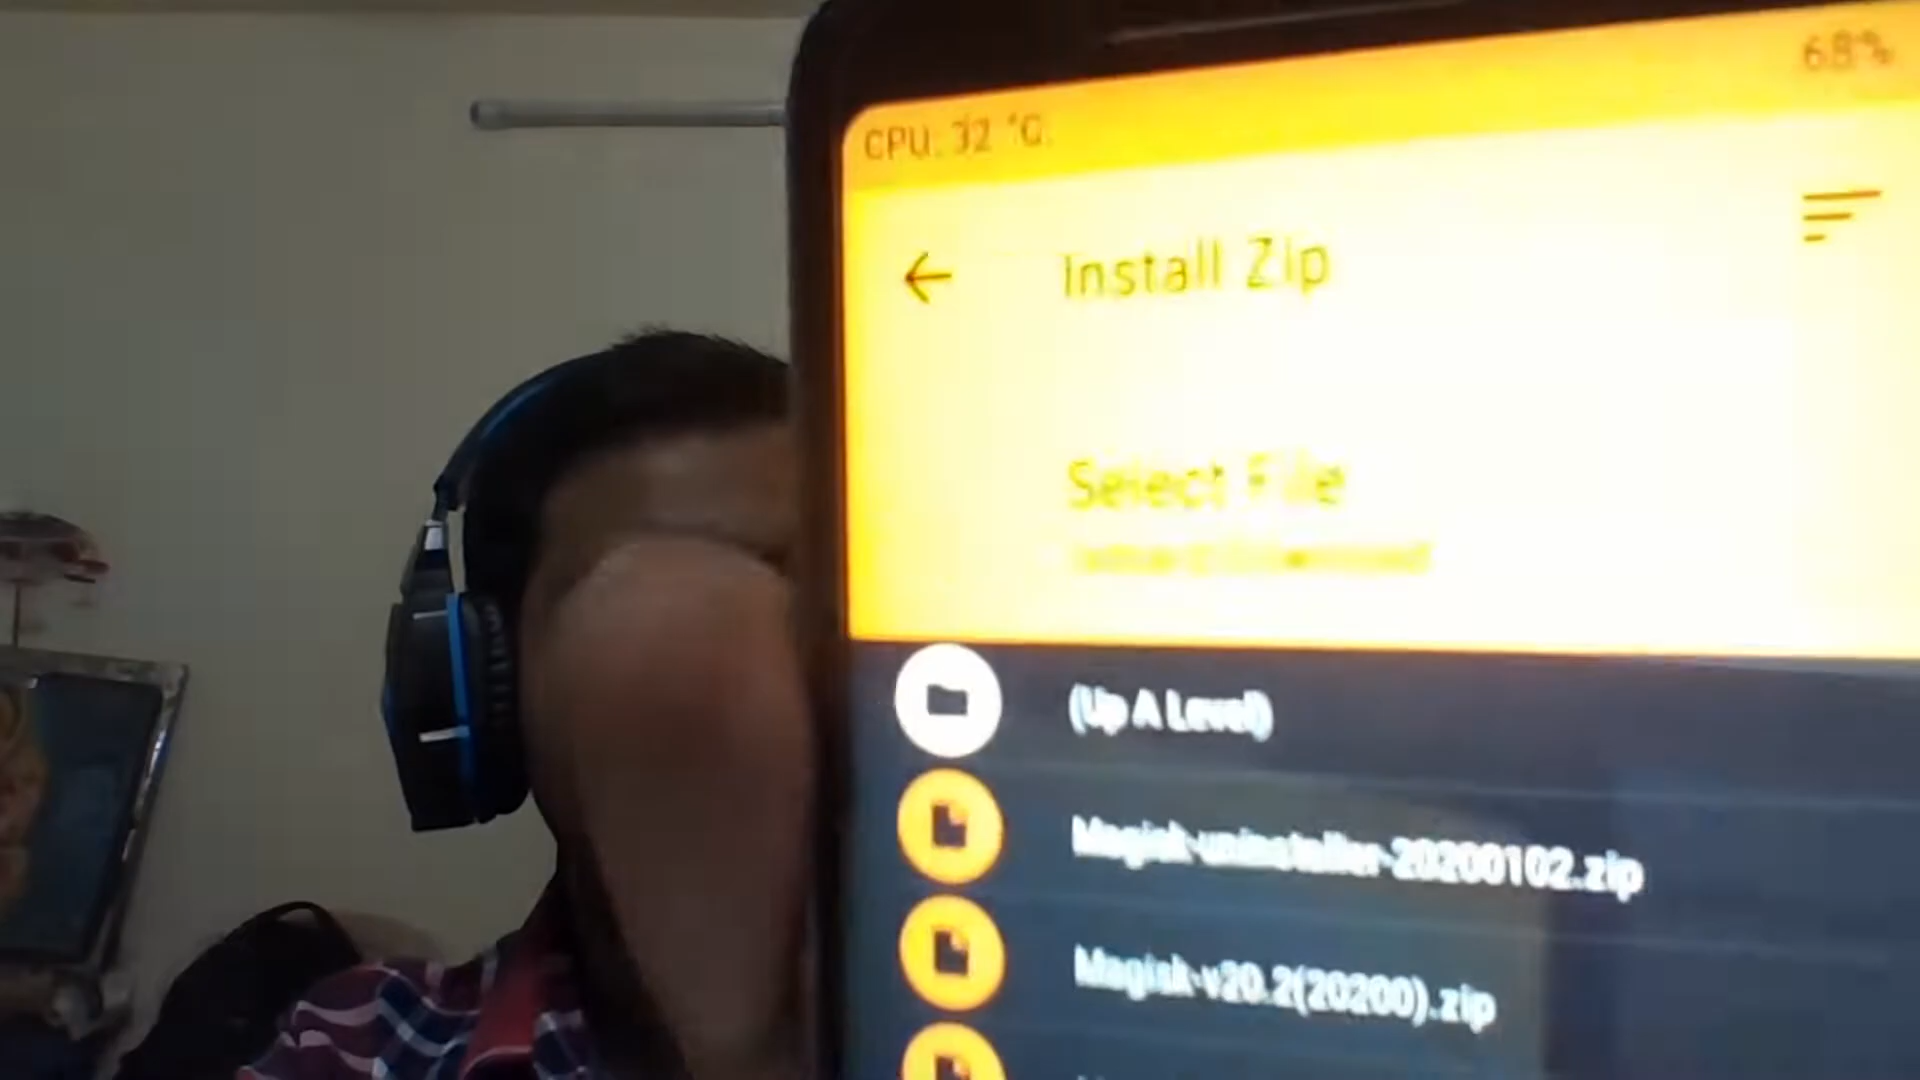 68%
CPU: 32 °C
Install Zip
Select File
(Up A Level)
Magisk-uninstaller-20200102.zip
Magisk-v20.2(20200).zip